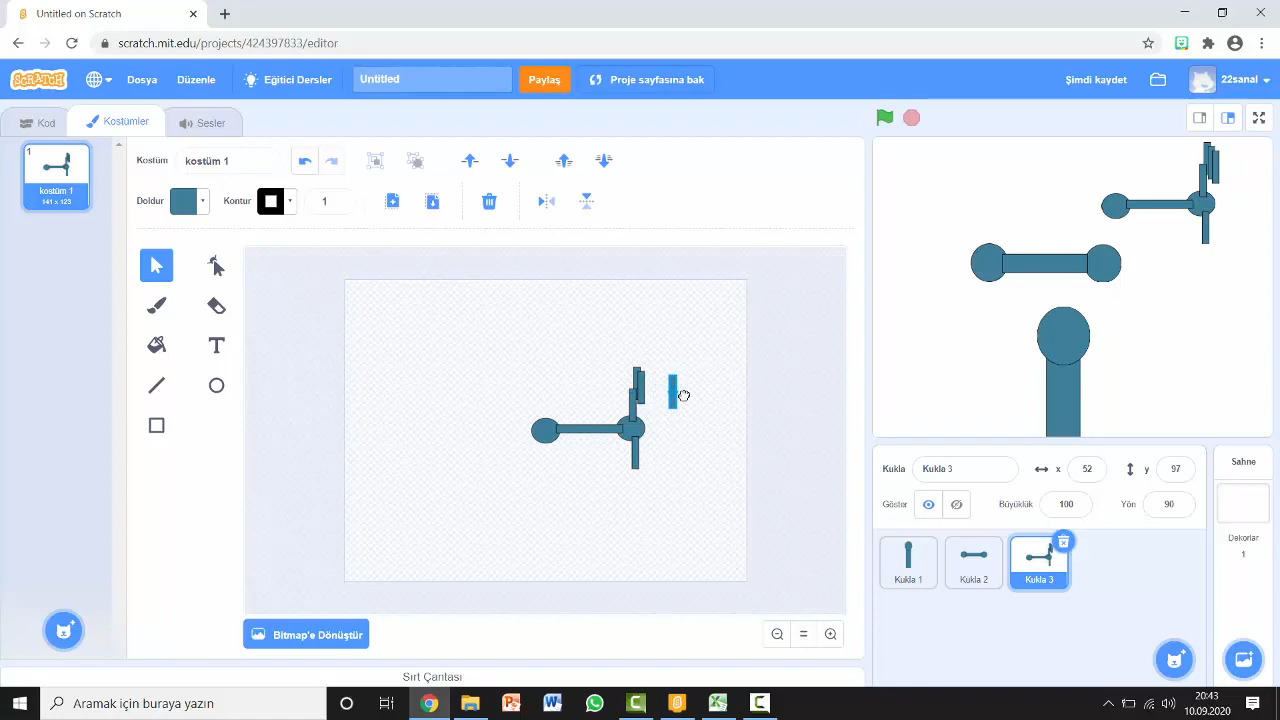 Untitled on Scratch
scratch.mit.edu/projects/424397833/editor
SCRATCH
Dosya
Düzenle
Eğitici Dersler
Untitled
Paylaş
Proje sayfasına bak
Şimdi kaydet
22sanal
Kod
Kostümler
Sesler
1
kostüm 1
141 x 123
Kostüm
kostüm 1
Doldur
Kontur
1
Bitmap'e Dönüştür
Sırt Çantası
Kukla
Kukla 3
x
52
y
97
Göster
Büyüklük
100
Yön
90
Kukla 1
Kukla 2
Kukla 3
Sahne
Dekorlar
1
Aramak için buraya yazın
20:43
10.09.2020